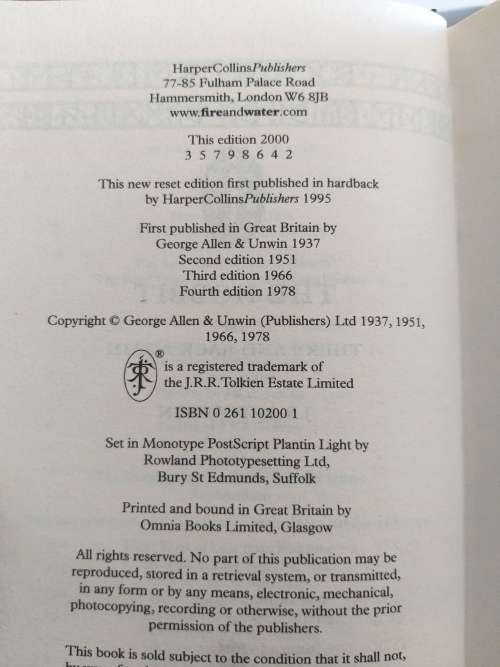 HarperCollinsPublishers
77-85 Fulham Palace Road
Hammersmith, London W6 8JB
www.fireandwater.com
This edition 2000
3 5 7 9 8 6 4 2
This new reset edition first published in hardback
by HarperCollinsPublishers 1995
First published in Great Britain by
George Allen & Unwin 1937
Second edition 1951
Third edition 1966
Fourth edition 1978
Copyright © George Allen & Unwin (Publishers) Ltd 1937, 1951,
1966, 1978
® is a registered trademark of
the J.R.R.Tolkien Estate Limited
ISBN 0 261 10200 1
Set in Monotype PostScript Plantin Light by
Rowland Phototypesetting Ltd,
Bury St Edmunds, Suffolk
Printed and bound in Great Britain by
Omnia Books Limited, Glasgow
All rights reserved. No part of this publication may be
reproduced, stored in a retrieval system, or transmitted,
in any form or by any means, electronic, mechanical,
photocopying, recording or otherwise, without the prior
permission of the publishers.
This book is sold subject to the condition that it shall not,